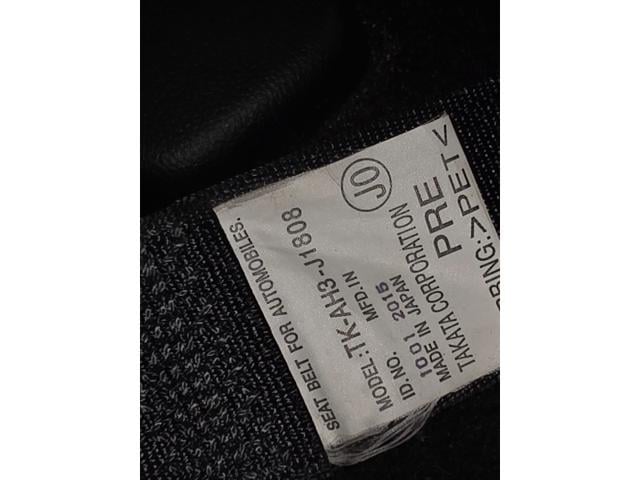 SEAT BELT FOR AUTOMOBILES.
MODEL:TK-AH3-J1808
ID.NO. MFD.IN
1001 2015
MADE IN JAPAN
TAKATA CORPORATION
JO
PRE
>PET<